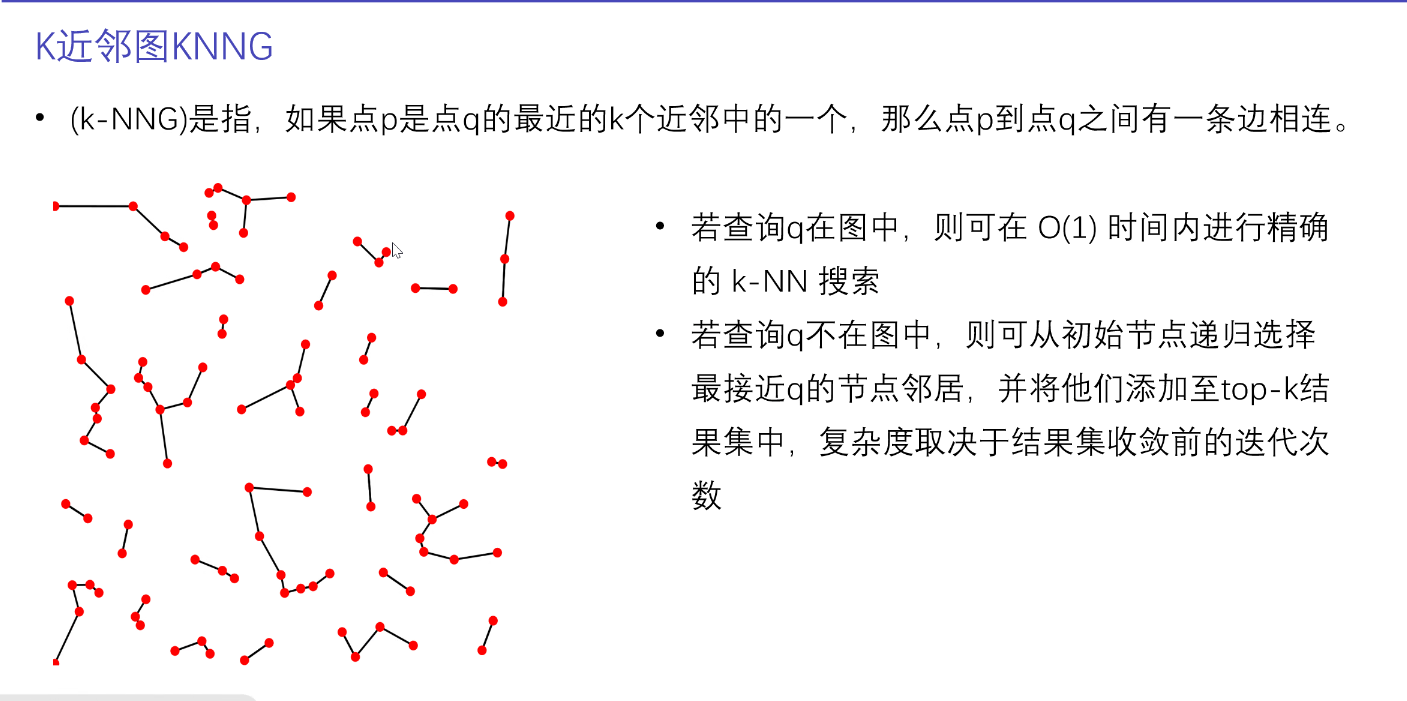 K近邻图KNNG
• (k-NNG)是指，如果点p是点q的最近的k个近邻中的一个，那么点p到点q之间有一条边相连。
• 若查询q在图中，则可在 O(1) 时间内进行精确
的 k-NN 搜索
• 若查询q不在图中，则可从初始节点递归选择
最接近q的节点邻居，并将他们添加至top-k结
果集中，复杂度取决于结果集收敛前的迭代次
数